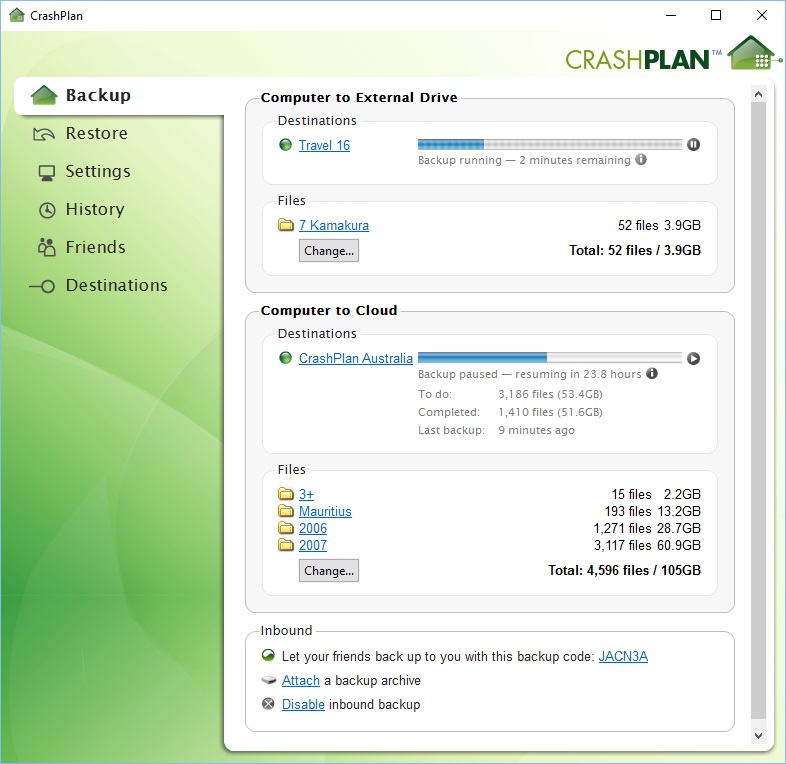 CrashPlan
CRASHPLAN™
Backup
Restore
Settings
History
Friends
Destinations
Computer to External Drive
Destinations
Travel 16
Backup running — 2 minutes remaining
Files
7 Kamakura 52 files 3.9GB
Change... Total: 52 files / 3.9GB
Computer to Cloud
Destinations
CrashPlan Australia
Backup paused — resuming in 23.8 hours
To do: 3,186 files (53.4GB)
Completed: 1,410 files (51.6GB)
Last backup: 9 minutes ago
Files
3+ 15 files 2.2GB
Mauritius 193 files 13.2GB
2006 1,271 files 28.7GB
2007 3,117 files 60.9GB
Change... Total: 4,596 files / 105GB
Inbound
Let your friends back up to you with this backup code: JACN3A
Attach a backup archive
Disable inbound backup